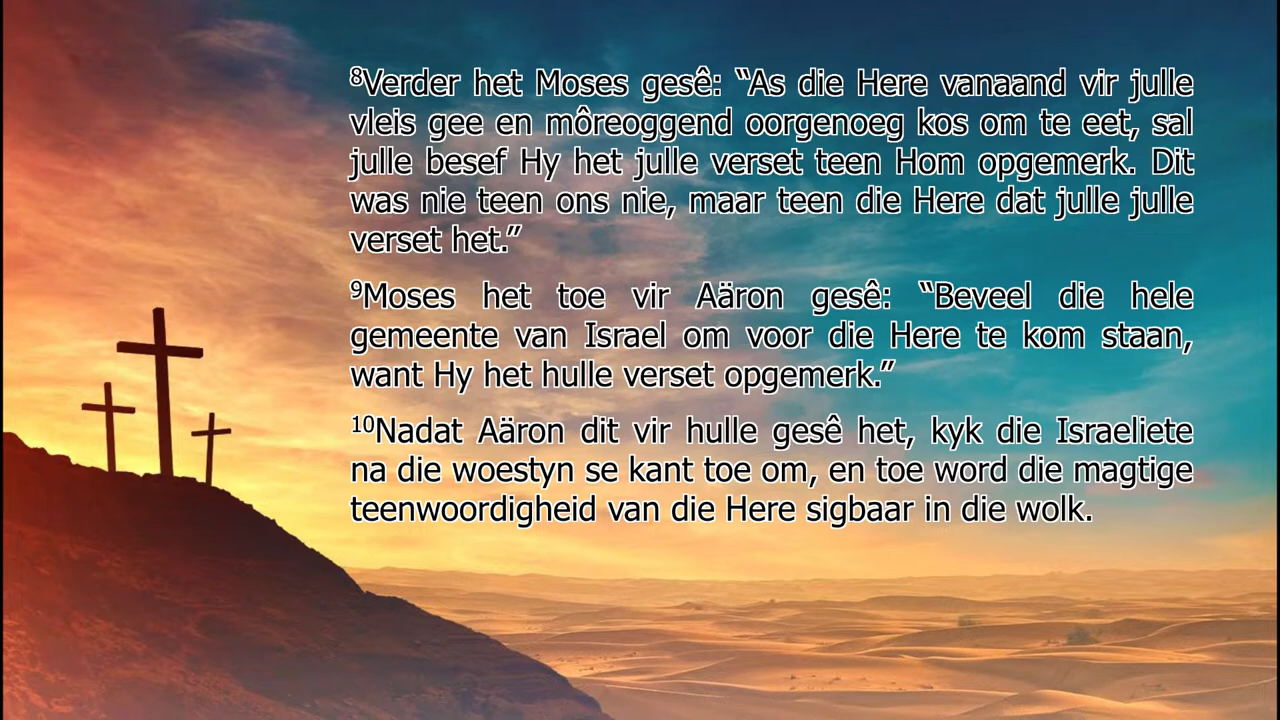 ⁸Verder het Moses gesê: “As die Here vanaand vir julle
vleis gee en môreoggend oorgenoeg kos om te eet, sal
julle besef Hy het julle verset teen Hom opgemerk. Dit
was nie teen ons nie, maar teen die Here dat julle julle
verset het.”
⁹Moses het toe vir Aäron gesê: “Beveel die hele
gemeente van Israel om voor die Here te kom staan,
want Hy het hulle verset opgemerk.”
¹⁰Nadat Aäron dit vir hulle gesê het, kyk die Israeliete
na die woestyn se kant toe om, en toe word die magtige
teenwoordigheid van die Here sigbaar in die wolk.